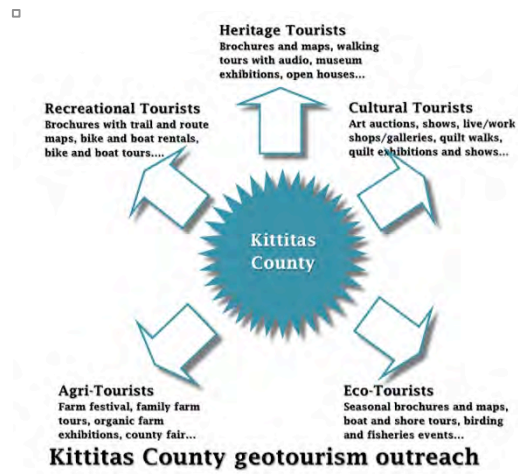 Heritage Tourists
Brochures and maps, walking
tours with audio, museum
exhibitions, open houses...
Recreational Tourists
Brochures with trail and route
maps, bike and boat rentals,
bike and boat tours....
Cultural Tourists
Art auctions, shows, live/work
shops/galleries, quilt walks,
quilt exhibitions and shows...
Kittitas
County
Agri-Tourists
Farm festival, family farm
tours, organic farm
exhibitions, county fair...
Eco-Tourists
Seasonal brochures and maps,
boat and shore tours, birding
and fisheries events...
Kittitas County geotourism outreach